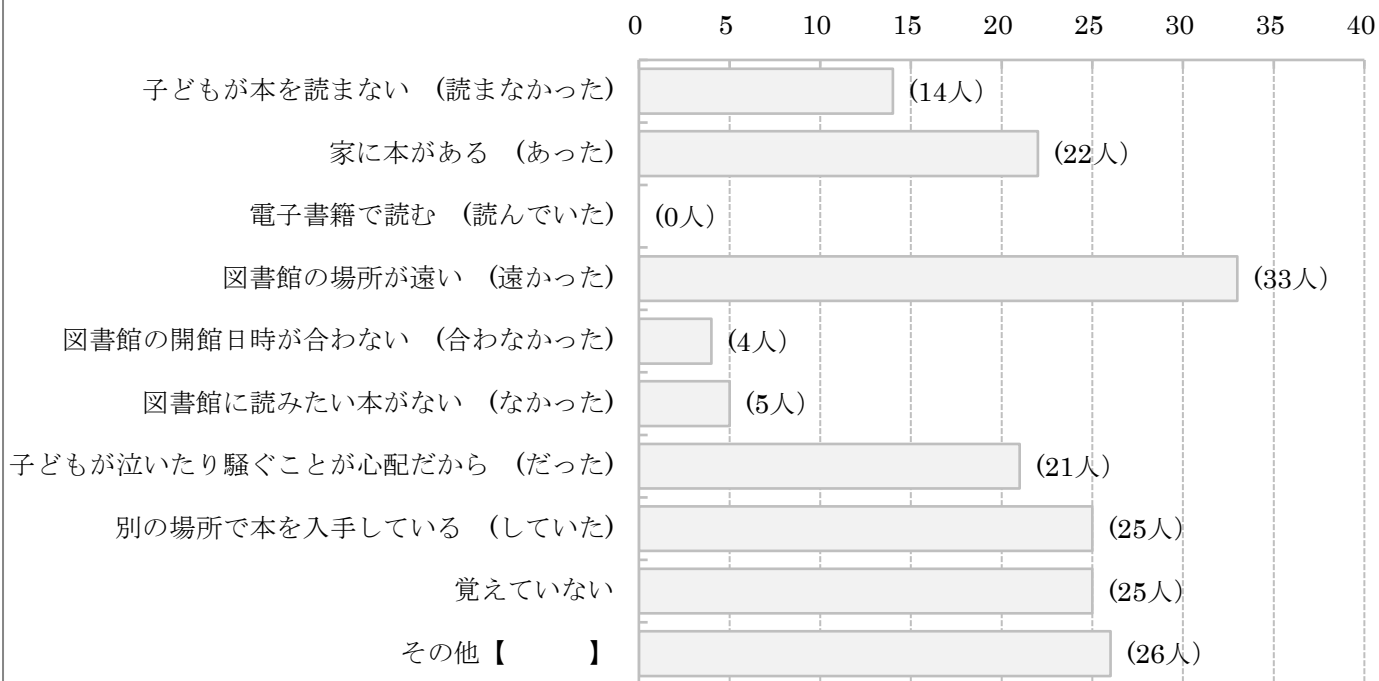 0 5 10 15 20 25 30 35 40
子どもが本を読まない　(読まなかった) (14人)
家に本がある　(あった) (22人)
電子書籍で読む　(読んでいた) (0人)
図書館の場所が遠い　(遠かった) (33人)
図書館の開館日時が合わない　(合わなかった) (4人)
図書館に読みたい本がない　(なかった) (5人)
子どもが泣いたり騒ぐことが心配だから　(だった) (21人)
別の場所で本を入手している　(していた) (25人)
覚えていない (25人)
その他【　　　】 (26人)